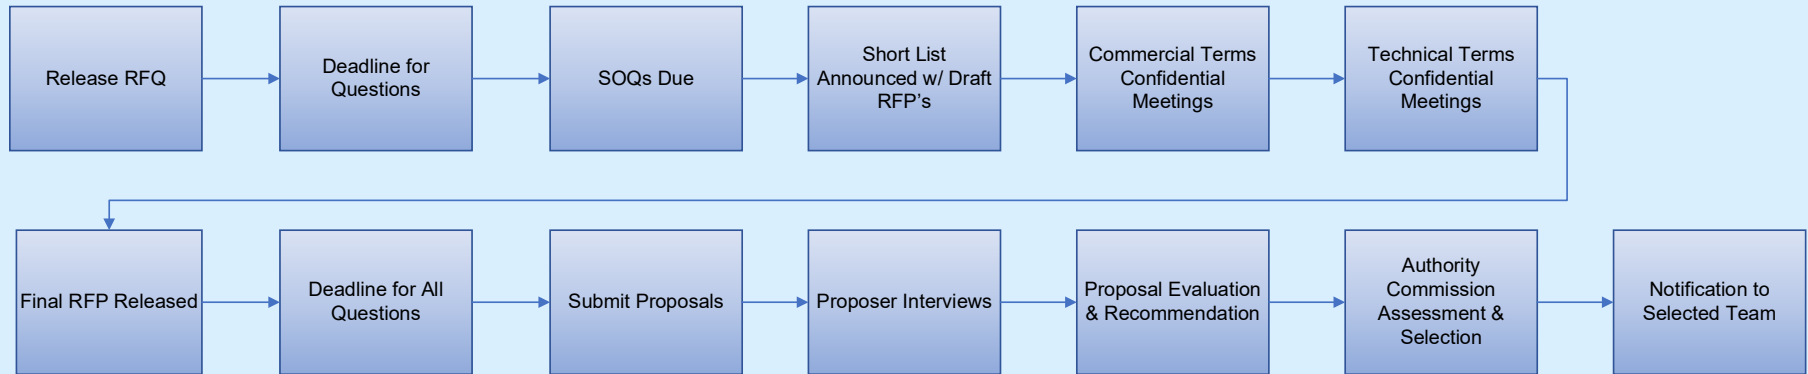 Release RFQ
Deadline for
Questions
SOQs Due
Short List
Announced w/ Draft
RFP’s
Commercial Terms
Confidential
Meetings
Technical Terms
Confidential
Meetings
Final RFP Released
Deadline for All
Questions
Submit Proposals
Proposer Interviews
Proposal Evaluation
& Recommendation
Authority
Commission
Assessment &
Selection
Notification to
Selected Team